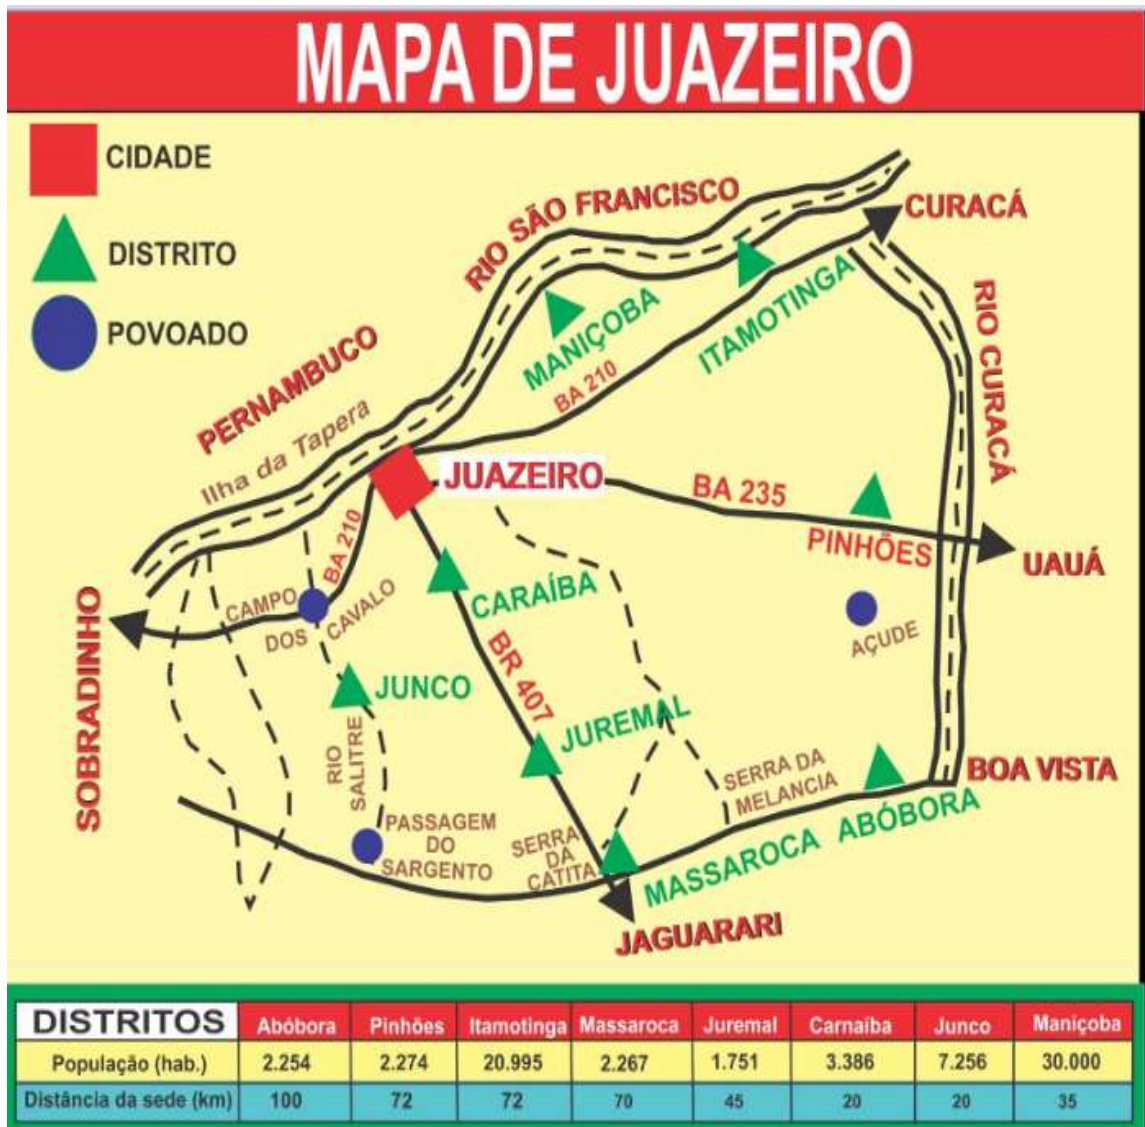 MAPA DE JUAZEIRO
CIDADE
DISTRITO
POVOADO
RIO SÃO FRANCISCO
CURACÁ
PERNAMBUCO
Ilha da Tapera
MANIÇOBA
ITAMOTINGA
BA 210
RIO CURACÁ
JUAZEIRO
BA 235
PINHÕES
UAUÁ
BA 210
SOBRADINHO
CAMPO
DOS
CAVALO
CARAÍBA
AÇUDE
BR 407
JUNCO
JUREMAL
RIO
SALITRE
SERRA DA
MELANCIA
BOA VISTA
PASSAGEM
DO
SARGENTO
SERRA
DA
CATITA
MASSAROCA
ABÓBORA
JAGUARARI
DISTRITOS Abóbora Pinhões Itamotinga Massaroca Juremal Carnaíba Junco Maniçoba
População (hab.) 2.254 2.274 20.995 2.267 1.751 3.386 7.256 30.000
Distância da sede (km) 100 72 72 70 45 20 20 35